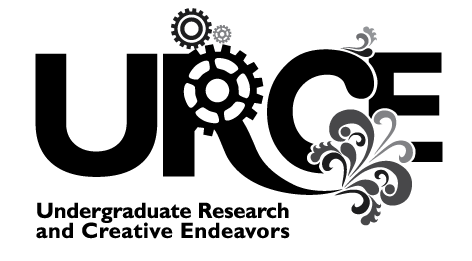 URCE
Undergraduate Research
and Creative Endeavors